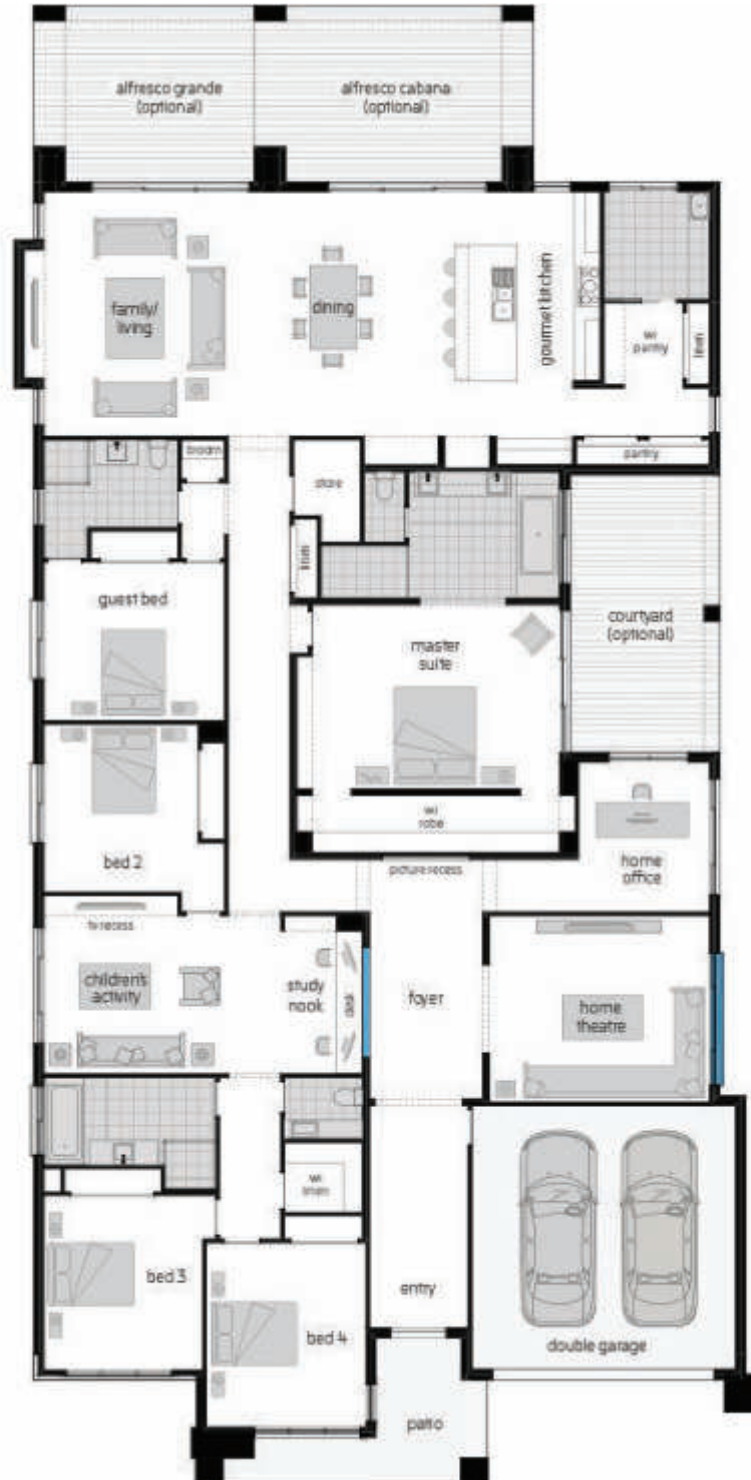 alfresco grande
(optional)
alfresco cabana
(optional)
family/
living
dining
gourmet kitchen
wi
pantry
linen
pantry
broom
store
linen
guest bed
master
suite
courtyard
(optional)
wi
robe
bed 2
picture recess
home
office
tv recess
children's
activity
study
nook
desk
foyer
home
theatre
wi
linen
bed 3
bed 4
entry
double garage
patio